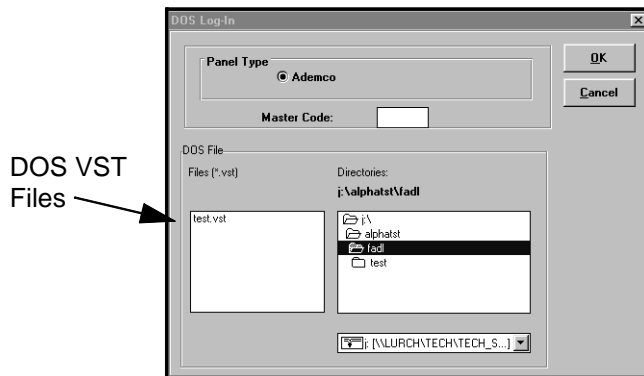 DOS Log-In
Panel Type
Ademco
OK
Cancel
Master Code:
DOS File
Files (*.vst)
Directories:
j:\alphatst\fadl
DOS VST
Files
test.vst
j:\
alphatst
fadl
test
j: [\\LURCH\TECH\TECH_S...]